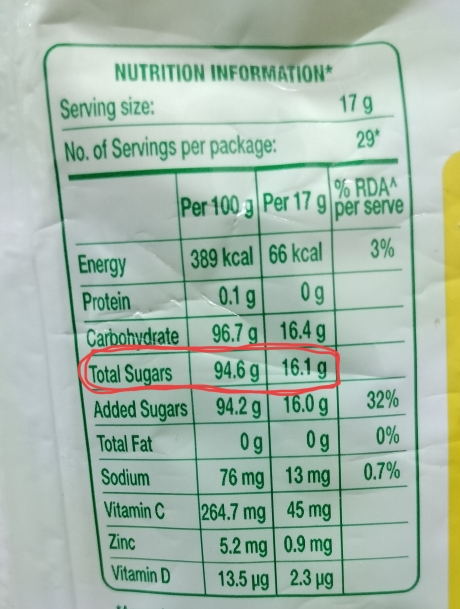 NUTRITION INFORMATION*
Serving size: 17 g
No. of Servings per package: 29*
Per 100 g Per 17 g % RDA^ per serve
Energy 389 kcal 66 kcal 3%
Protein 0.1 g 0 g
Carbohydrate 96.7 g 16.4 g
Total Sugars 94.6 g 16.1 g
Added Sugars 94.2 g 16.0 g 32%
Total Fat 0 g 0 g 0%
Sodium 76 mg 13 mg 0.7%
Vitamin C 264.7 mg 45 mg
Zinc 5.2 mg 0.9 mg
Vitamin D 13.5 µg 2.3 µg